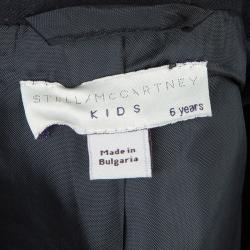 STELLA McCARTNEY
KIDS 6 years
Made in
Bulgaria